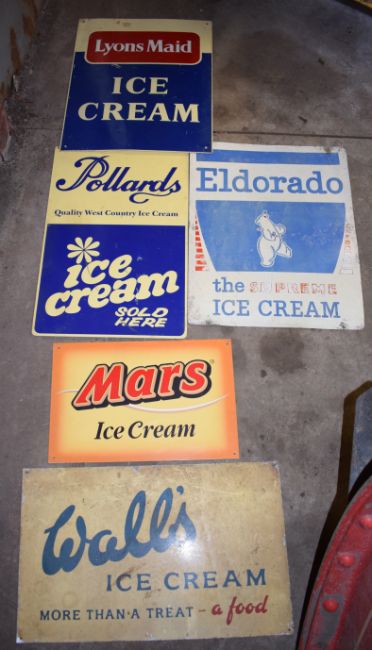 Lyons Maid
ICE
CREAM
Pollards
Quality West Country Ice Cream
ice
cream
SOLD
HERE
Eldorado
the SUPREME
ICE CREAM
Mars
Ice Cream
Wall's
ICE CREAM
MORE THAN·A TREAT - a food